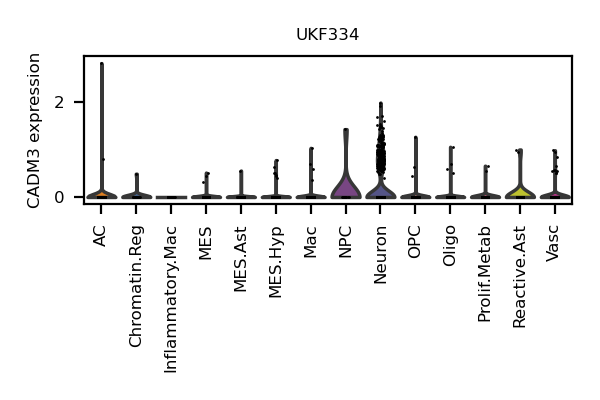 UKF334
CADM3 expression
2
0
AC
Chromatin.Reg
Inflammatory.Mac
MES
MES.Ast
MES.Hyp
Mac
NPC
Neuron
OPC
Oligo
Prolif.Metab
Reactive.Ast
Vasc